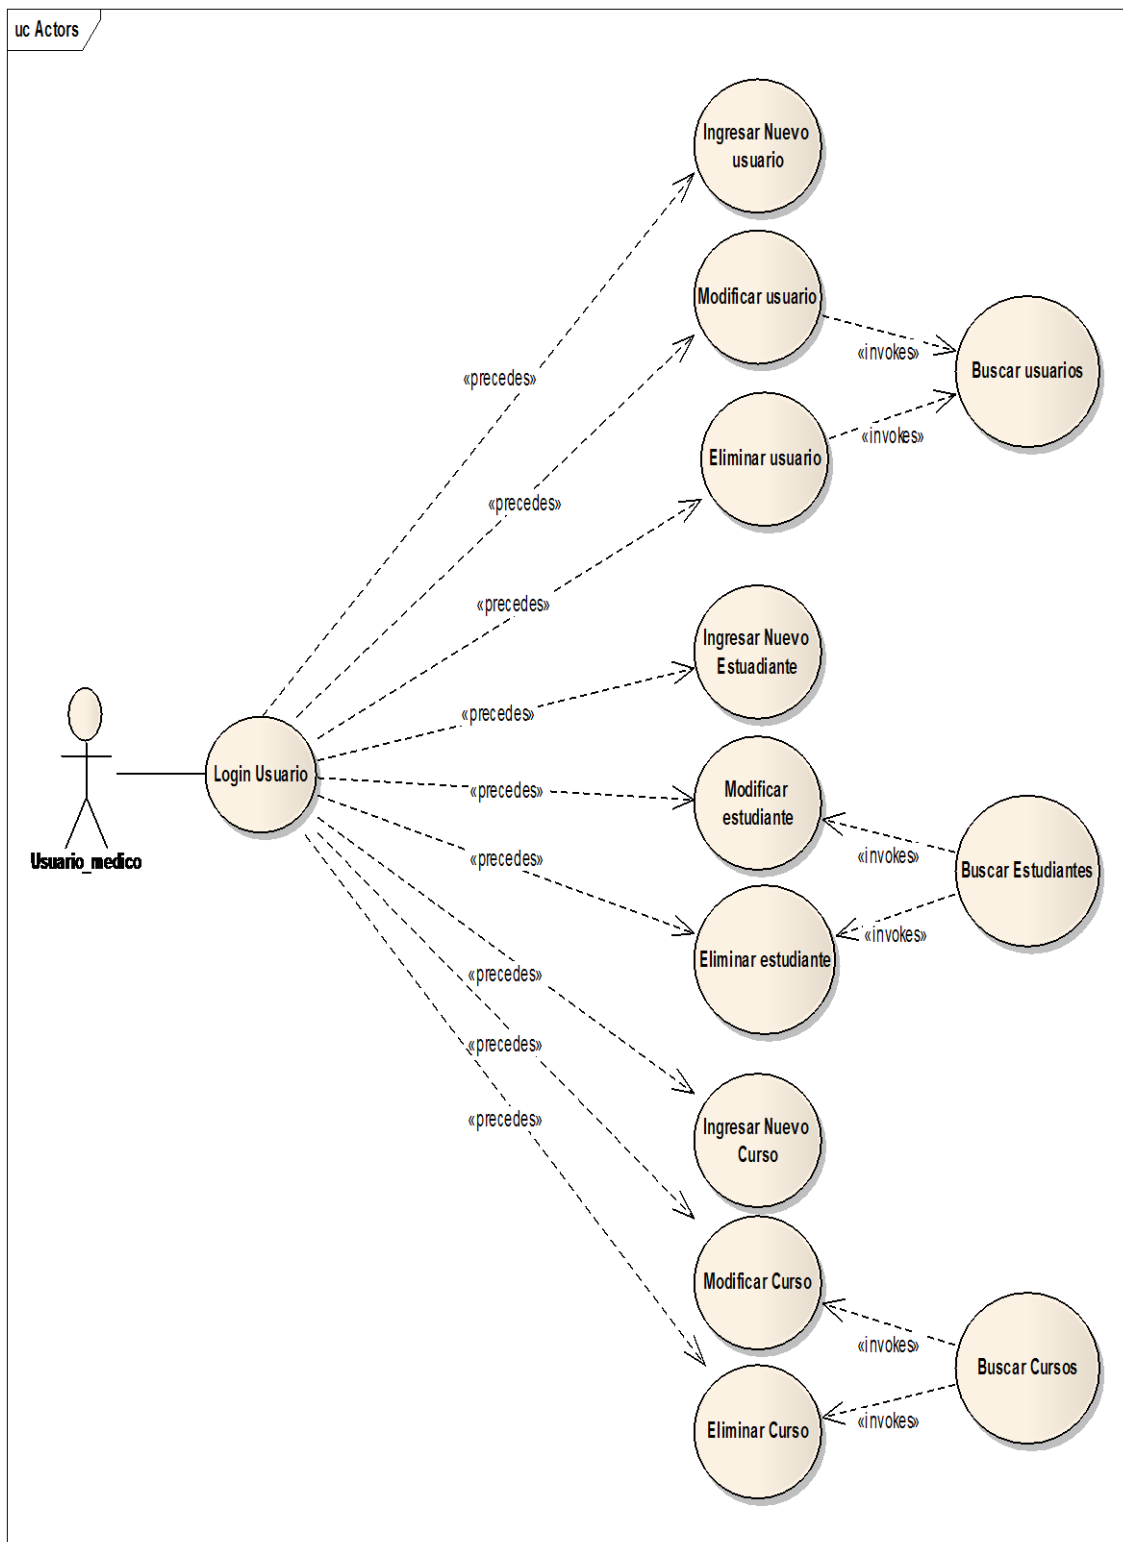 uc Actors
Ingresar Nuevo
usuario
Modificar usuario
«invokes»
Buscar usuarios
«precedes»
Eliminar usuario
«invokes»
«precedes»
«precedes»
Ingresar Nuevo
Estuadiante
«precedes»
Login Usuario
Usuario_medico
«precedes»
Modificar
estudiante
«invokes»
Buscar Estudiantes
«precedes»
Eliminar estudiante
«invokes»
«precedes»
«precedes»
«precedes»
Ingresar Nuevo
Curso
Modificar Curso
«invokes»
Buscar Cursos
Eliminar Curso
«invokes»